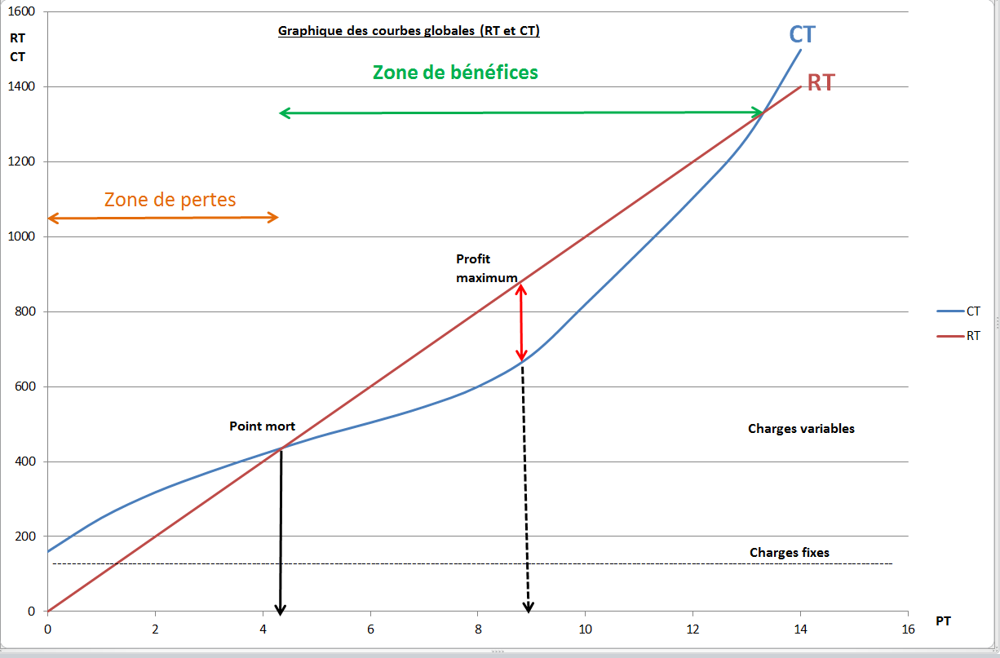 1600
RT
CT
Graphique des courbes globales (RT et CT)
CT
Zone de bénéfices
RT
1400
1200
Zone de pertes
1000
Profit
maximum
800
CT
RT
600
Point mort
Charges variables
400
200
Charges fixes
0
0 2 4 6 8 10 12 14 16
PT